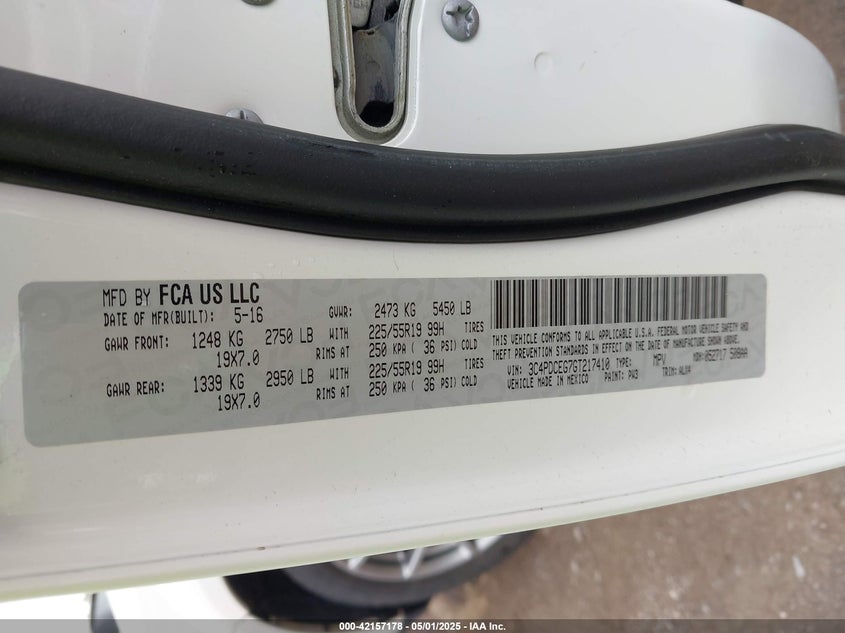 MFD BY FCA US LLC
DATE OF MFR(BUILT): 5-16 GVWR: 2473 KG 5450 LB
GAWR FRONT: 1248 KG 2750 LB WITH 225/55R19 99H TIRES
19X7.0 RIMS AT 250 KPA ( 36 PSI) COLD
GAWR REAR: 1339 KG 2950 LB WITH 225/55R19 99H TIRES
19X7.0 RIMS AT 250 KPA ( 36 PSI) COLD
THIS VEHICLE CONFORMS TO ALL APPLICABLE U.S.A. FEDERAL MOTOR VEHICLE SAFETY AND
THEFT PREVENTION STANDARDS IN EFFECT ON THE DATE OF MANUFACTURE SHOWN ABOVE.
VIN: 3C4PDCEG7GT217410 TYPE: MPV MDH:052717 508AA
VEHICLE MADE IN MEXICO PAINT: PW3 TRIM:
000-42157178 - 05/01/2025 - IAA Inc.